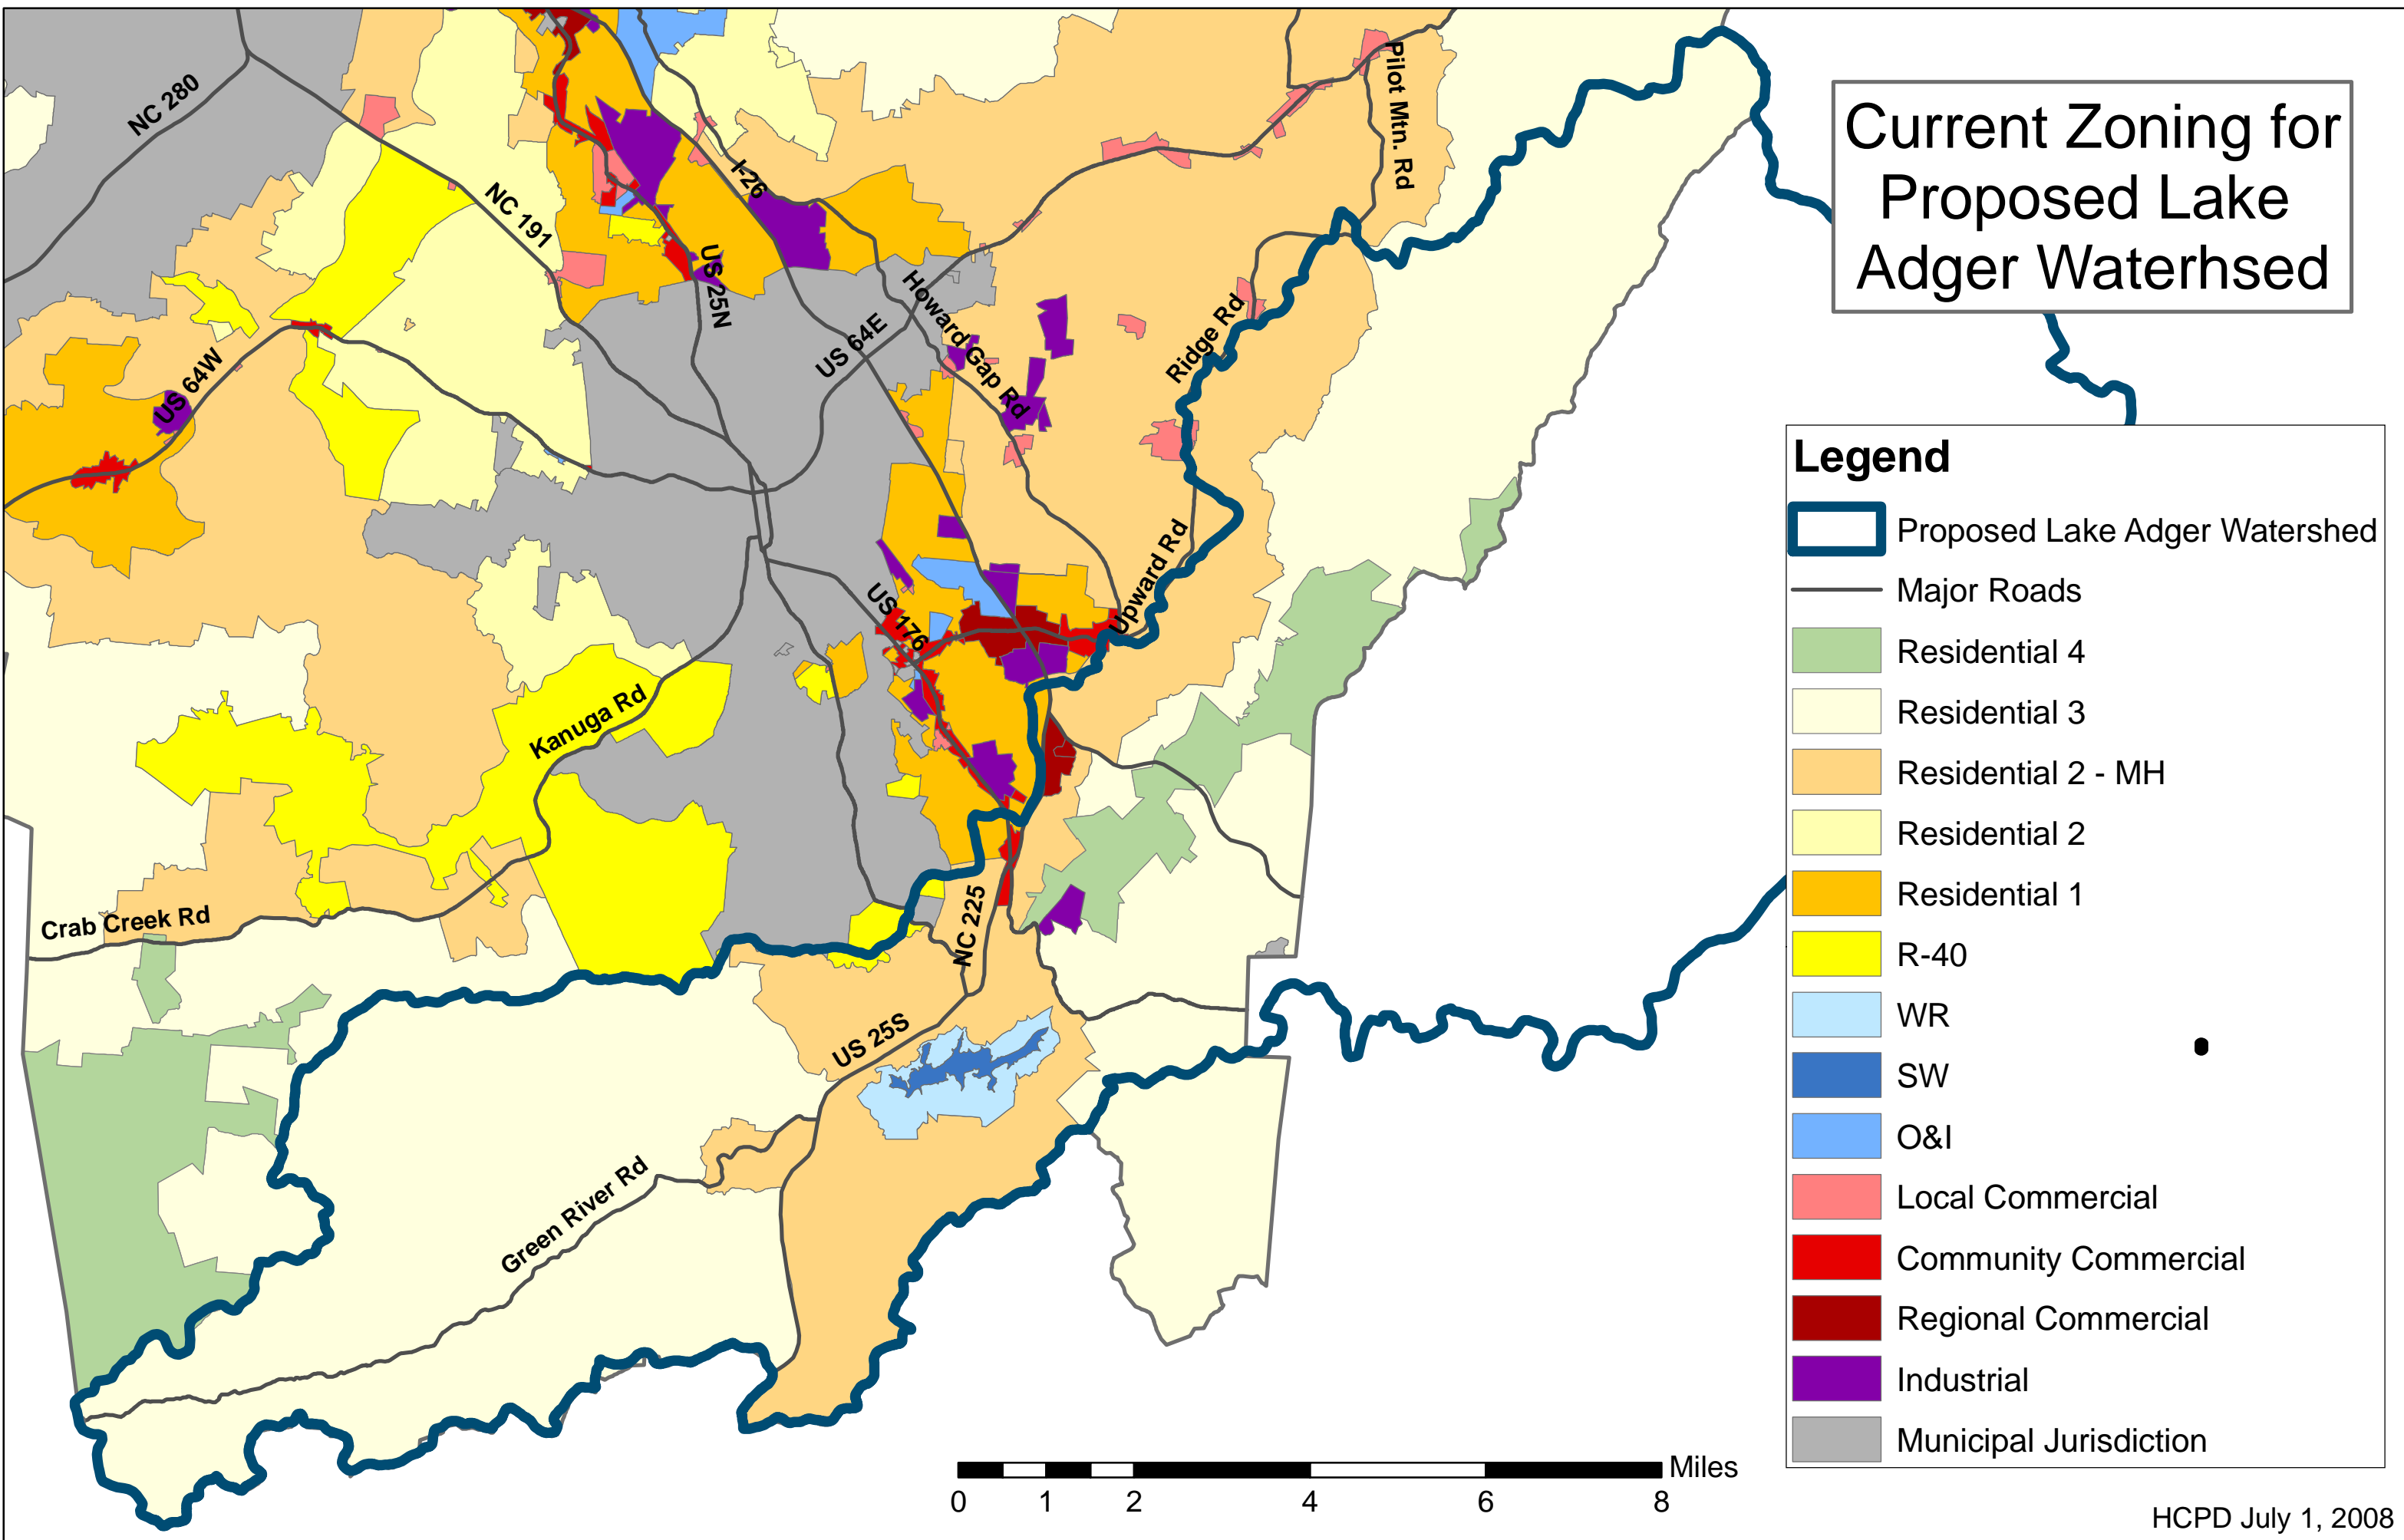 Current Zoning for
Proposed Lake
Adger Waterhsed
NC 280
NC 191
I-26
Pilot Mtn. Rd
US 25N
Howard Gap Rd
US 64E
Ridge Rd
US 64W
Upward Rd
US 176
Kanuga Rd
Crab Creek Rd
NC 225
US 25S
Green River Rd
Legend
Proposed Lake Adger Watershed
Major Roads
Residential 4
Residential 3
Residential 2 - MH
Residential 2
Residential 1
R-40
WR
SW
O&I
Local Commercial
Community Commercial
Regional Commercial
Industrial
Municipal Jurisdiction
Miles
0 1 2 4 6 8
HCPD July 1, 2008